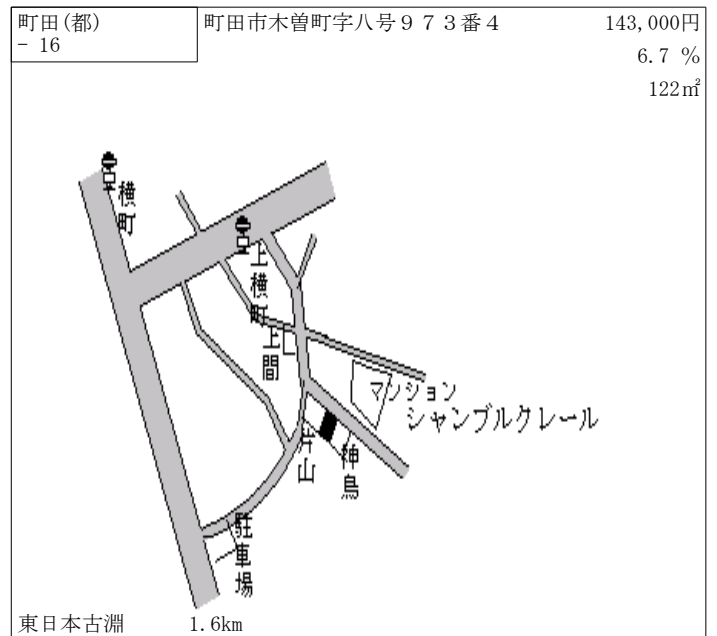 町田(都)
- 16
町田市木曽町字八号９７３番４
143,000円
6.7 %
122㎡
横町
上横町
上間
マンション
シャンブルクレール
片山
神鳥
駐車場
東日本古淵 1.6km